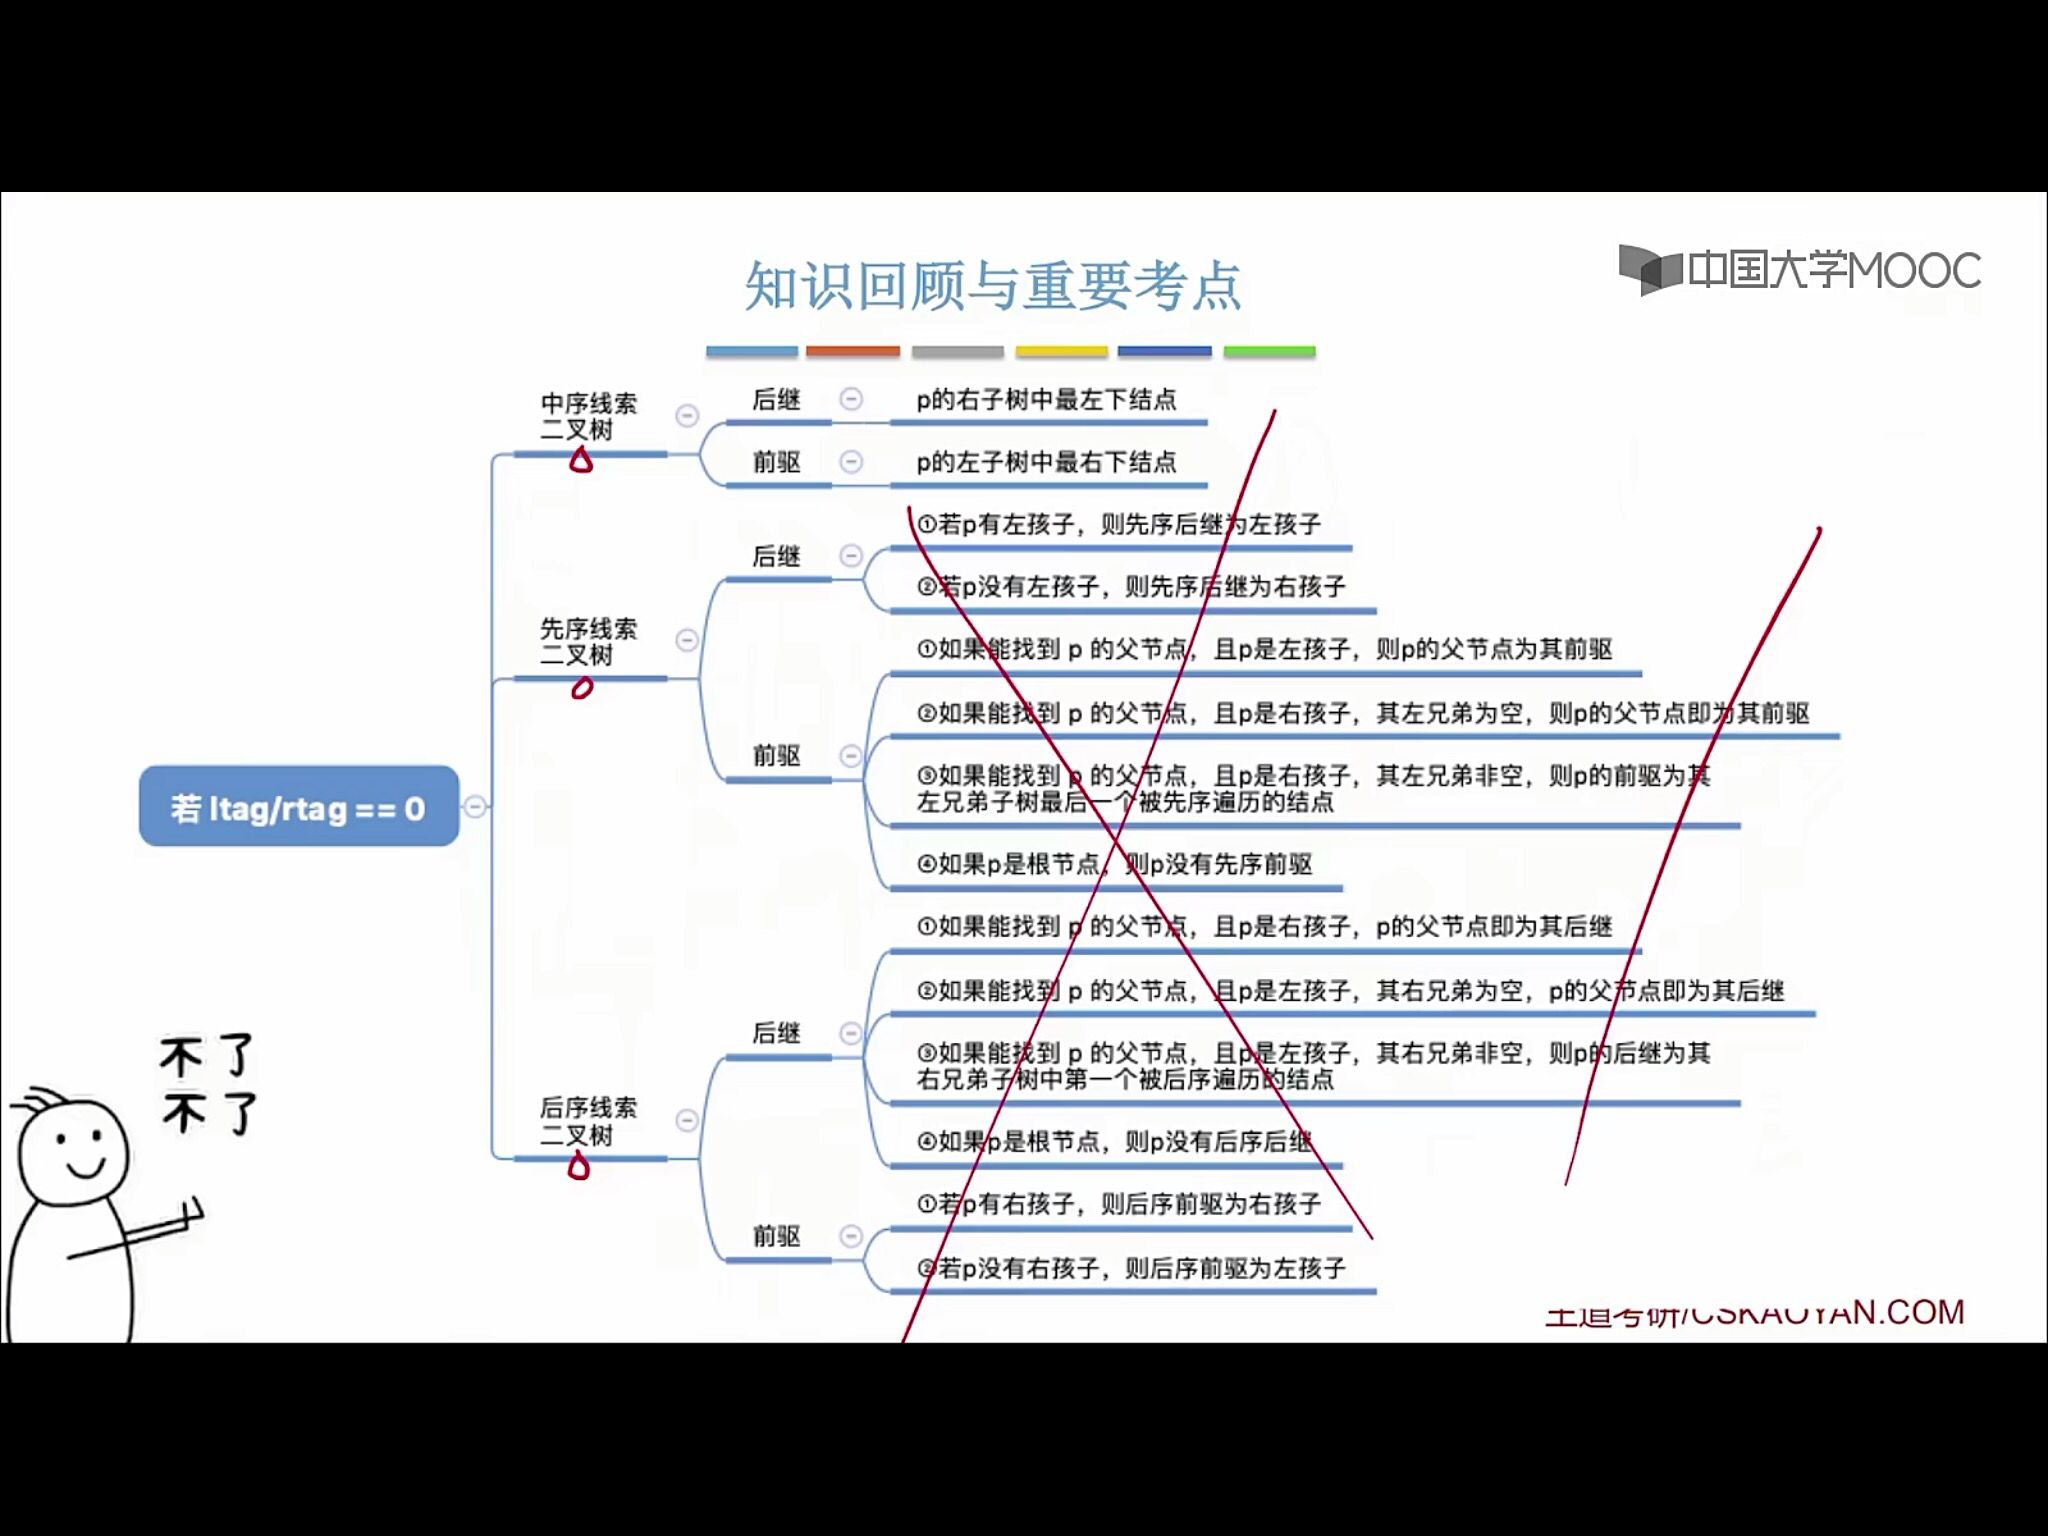 知识回顾与重要考点
中国大学MOOC
若 ltag/rtag == 0
中序线索
二叉树
后继
p的右子树中最左下结点
前驱
p的左子树中最右下结点
先序线索
二叉树
后继
①若p有左孩子，则先序后继为左孩子
②若p没有左孩子，则先序后继为右孩子
前驱
①如果能找到 p 的父节点，且p是左孩子，则p的父节点为其前驱
②如果能找到 p 的父节点，且p是右孩子，其左兄弟为空，则p的父节点即为其前驱
③如果能找到 p 的父节点，且p是右孩子，其左兄弟非空，则p的前驱为其
左兄弟子树最后一个被先序遍历的结点
④如果p是根节点，则p没有先序前驱
后序线索
二叉树
后继
①如果能找到 p 的父节点，且p是右孩子，p的父节点即为其后继
②如果能找到 p 的父节点，且p是左孩子，其右兄弟为空，p的父节点即为其后继
③如果能找到 p 的父节点，且p是左孩子，其右兄弟非空，则p的后继为其
右兄弟子树中第一个被后序遍历的结点
④如果p是根节点，则p没有后序后继
前驱
①若p有右孩子，则后序前驱为右孩子
②若p没有右孩子，则后序前驱为左孩子
不了
不了
王道考研/CSKAOYAN.COM